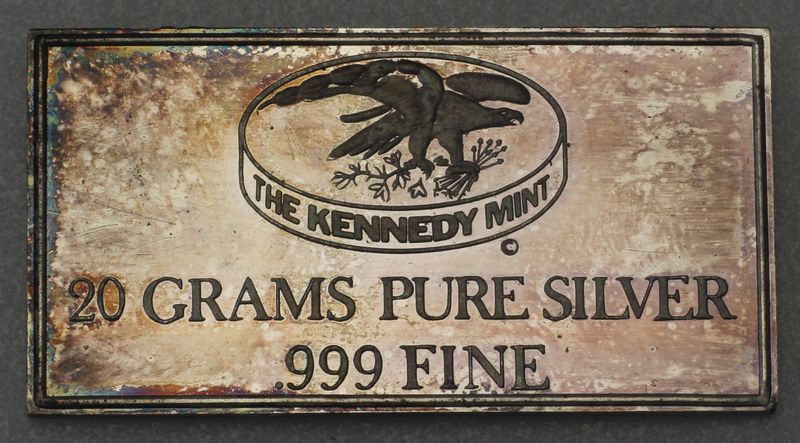 THE KENNEDY MINT
©
20 GRAMS PURE SILVER
.999 FINE